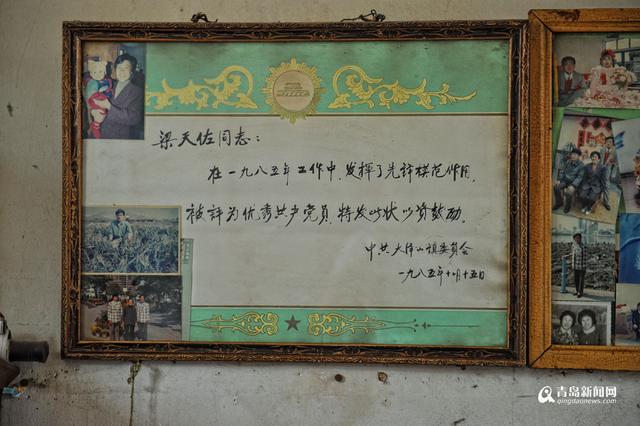 梁天佑同志：
在一九八五年工作中，发挥了先锋模范作用，
被评为优秀共产党员，特发此状以资鼓励。
中共大泽山镇委员会
一九八五年十二月十五日
青岛新闻网
qingdaonews.com